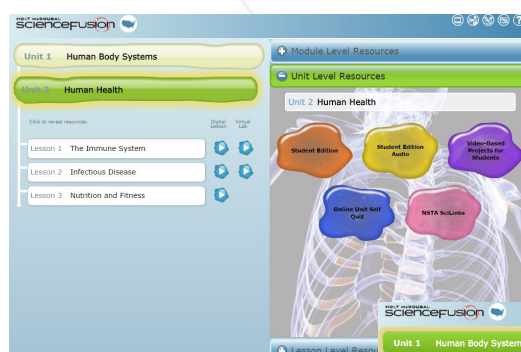 HOLT McDOUGAL
SCIENCEFUSION
Unit 1 Human Body Systems
Unit 2 Human Health
Click to reveal resources.
Digital Lesson
Virtual Lab
Lesson 1 The Immune System
Lesson 2 Infectious Disease
Lesson 3 Nutrition and Fitness
Module Level Resources
Unit Level Resources
Unit 2 Human Health
Student Edition
Student Edition
Audio
Video-Based
Projects for
Students
Online Unit Self
Quiz
NSTA SciLinks
Lesson Level Resou
HOLT McDOUGAL
SCIENCEFUSION
Unit 1 Human Body System